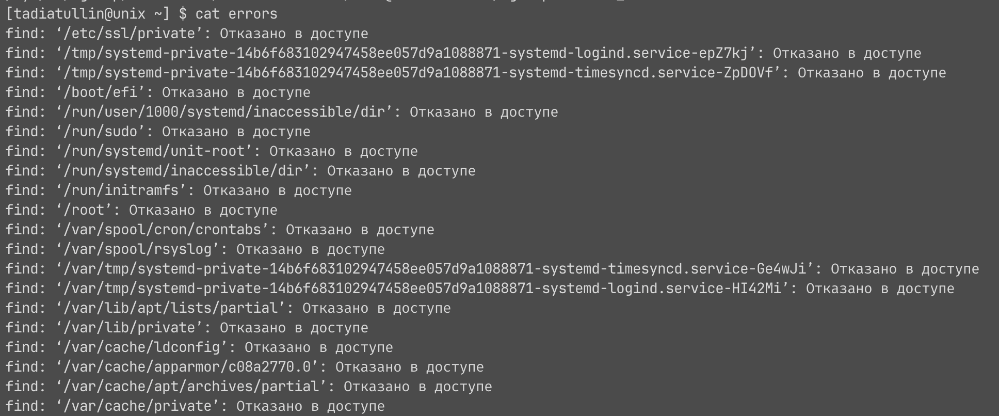 [tadiatullin@unix ~] $ cat errors
find: ‘/etc/ssl/private’: Отказано в доступе
find: ‘/tmp/systemd-private-14b6f683102947458ee057d9a1088871-systemd-logind.service-epZ7kj’: Отказано в доступе
find: ‘/tmp/systemd-private-14b6f683102947458ee057d9a1088871-systemd-timesyncd.service-ZpDOVf’: Отказано в доступе
find: ‘/boot/efi’: Отказано в доступе
find: ‘/run/user/1000/systemd/inaccessible/dir’: Отказано в доступе
find: ‘/run/sudo’: Отказано в доступе
find: ‘/run/systemd/unit-root’: Отказано в доступе
find: ‘/run/systemd/inaccessible/dir’: Отказано в доступе
find: ‘/run/initramfs’: Отказано в доступе
find: ‘/root’: Отказано в доступе
find: ‘/var/spool/cron/crontabs’: Отказано в доступе
find: ‘/var/spool/rsyslog’: Отказано в доступе
find: ‘/var/tmp/systemd-private-14b6f683102947458ee057d9a1088871-systemd-timesyncd.service-Ge4wJi’: Отказано в доступе
find: ‘/var/tmp/systemd-private-14b6f683102947458ee057d9a1088871-systemd-logind.service-HI42Mi’: Отказано в доступе
find: ‘/var/lib/apt/lists/partial’: Отказано в доступе
find: ‘/var/lib/private’: Отказано в доступе
find: ‘/var/cache/ldconfig’: Отказано в доступе
find: ‘/var/cache/apparmor/c08a2770.0’: Отказано в доступе
find: ‘/var/cache/apt/archives/partial’: Отказано в доступе
find: ‘/var/cache/private’: Отказано в доступе